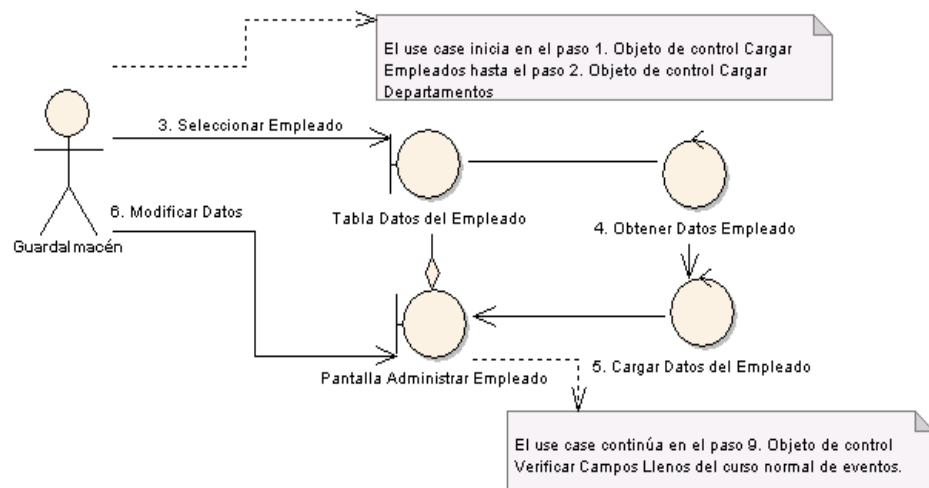 El use case inicia en el paso 1. Objeto de control Cargar
Empleados hasta el paso 2. Objeto de control Cargar
Departamentos
3. Seleccionar Empleado
6. Modificar Datos
Guardalmacén
Tabla Datos del Empleado
4. Obtener Datos Empleado
Pantalla Administrar Empleado
5. Cargar Datos del Empleado
El use case continúa en el paso 9. Objeto de control
Verificar Campos Llenos del curso normal de eventos.